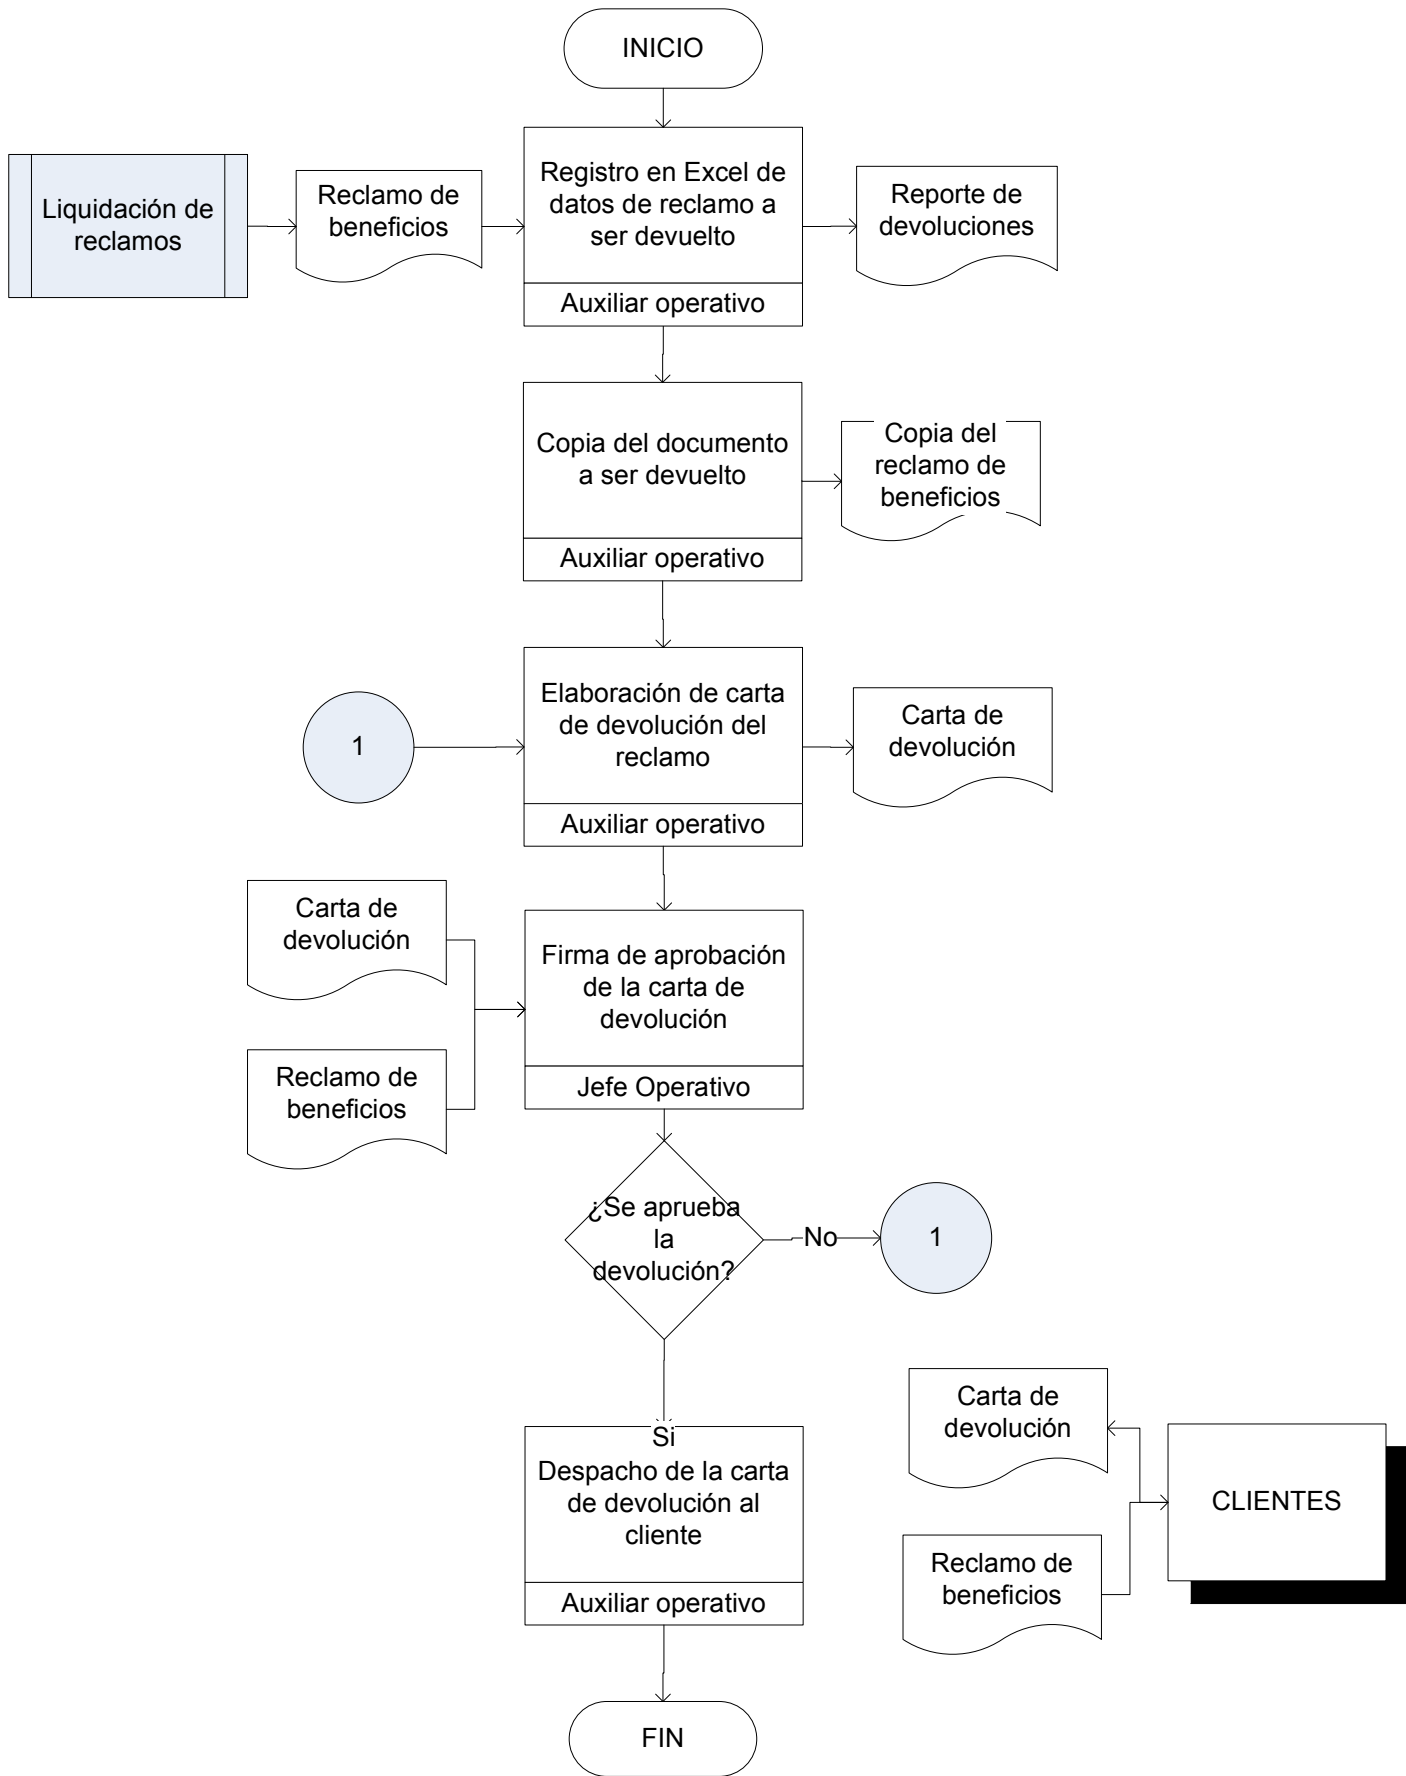 INICIO
Liquidación de
reclamos
Reclamo de
beneficios
Registro en Excel de
datos de reclamo a
ser devuelto
Auxiliar operativo
Reporte de
devoluciones
Copia del documento
a ser devuelto
Auxiliar operativo
Copia del
reclamo de
beneficios
1
Elaboración de carta
de devolución del
reclamo
Auxiliar operativo
Carta de
devolución
Carta de
devolución
Reclamo de
beneficios
Firma de aprobación
de la carta de
devolución
Jefe Operativo
¿Se aprueba
la
devolución?
No
1
Si
Despacho de la carta
de devolución al
cliente
Auxiliar operativo
Carta de
devolución
Reclamo de
beneficios
CLIENTES
FIN